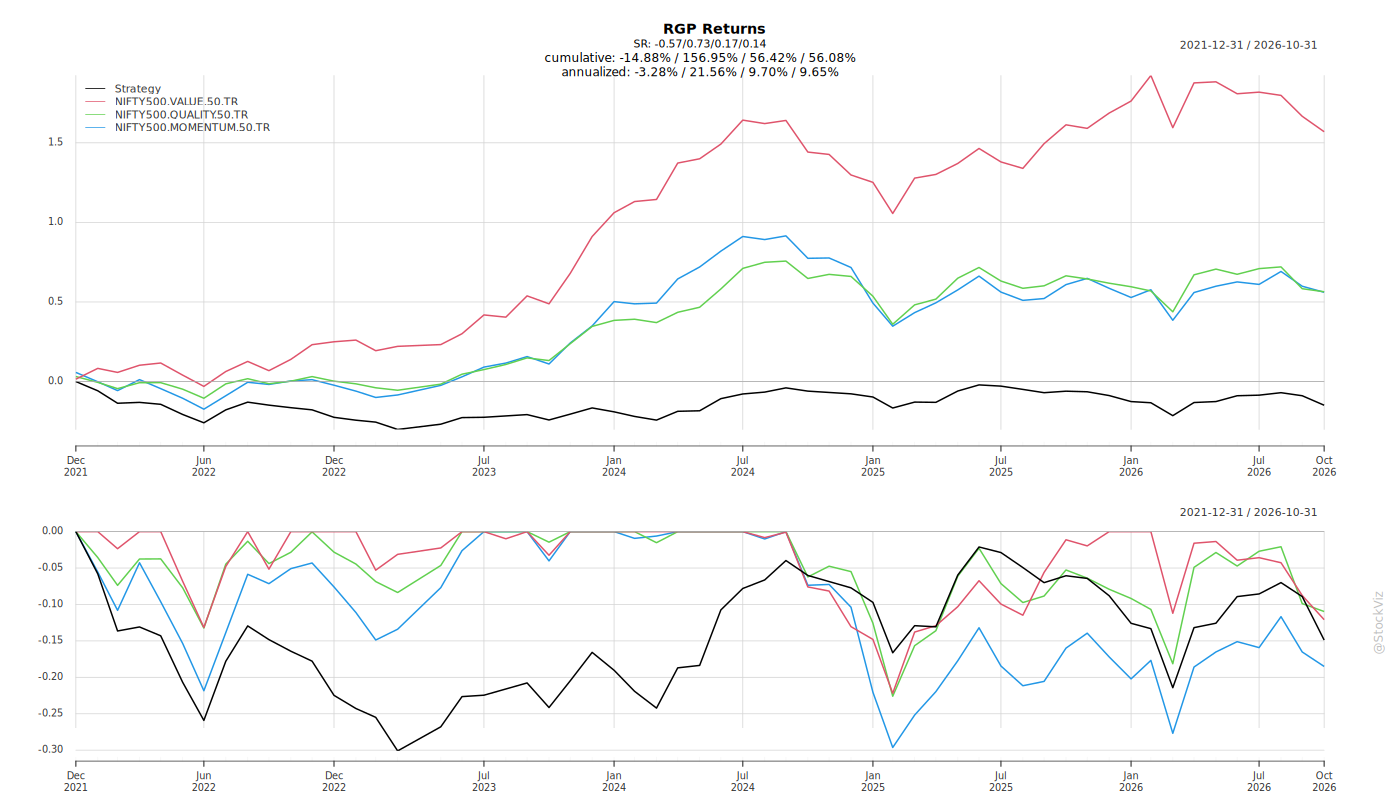 RGP Returns
SR: -0.57/0.73/0.17/0.14
cumulative: -14.88% / 156.95% / 56.42% / 56.08%
annualized: -3.28% / 21.56% / 9.70% / 9.65%
2021-12-31 / 2026-10-31
Strategy
NIFTY500.VALUE.50.TR
NIFTY500.QUALITY.50.TR
NIFTY500.MOMENTUM.50.TR
1.5
1.0
0.5
0.0
Dec Jun Dec Jul Jan Jul Jan Jul Jan Jul Oct
2021 2022 2022 2023 2024 2024 2025 2025 2026 2026 2026
2021-12-31 / 2026-10-31
0.00
-0.05
-0.10
-0.15
-0.20
-0.25
-0.30
Dec Jun Dec Jul Jan Jul Jan Jul Jan Jul Oct
2021 2022 2022 2023 2024 2024 2025 2025 2026 2026 2026
@StockViz